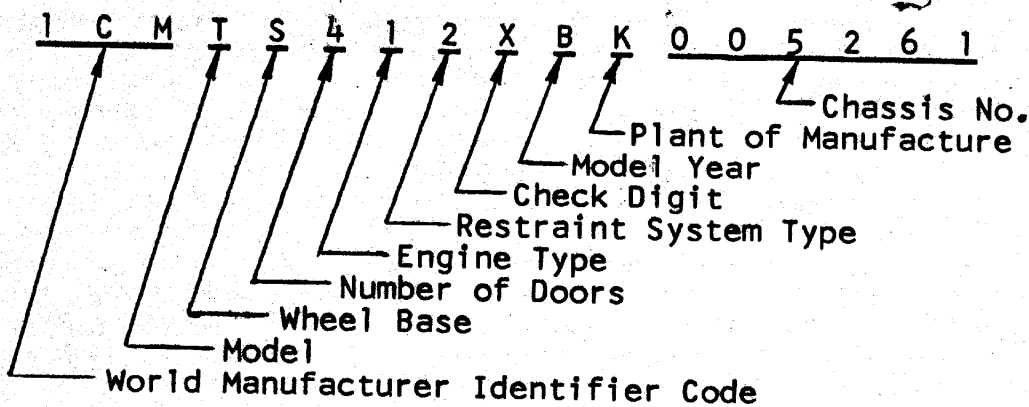 1 C M T S 4 1 2 X B K 0 0 5 2 6 1
Chassis No.
Plant of Manufacture
Model Year
Check Digit
Restraint System Type
Engine Type
Number of Doors
Wheel Base
Model
World Manufacturer Identifier Code